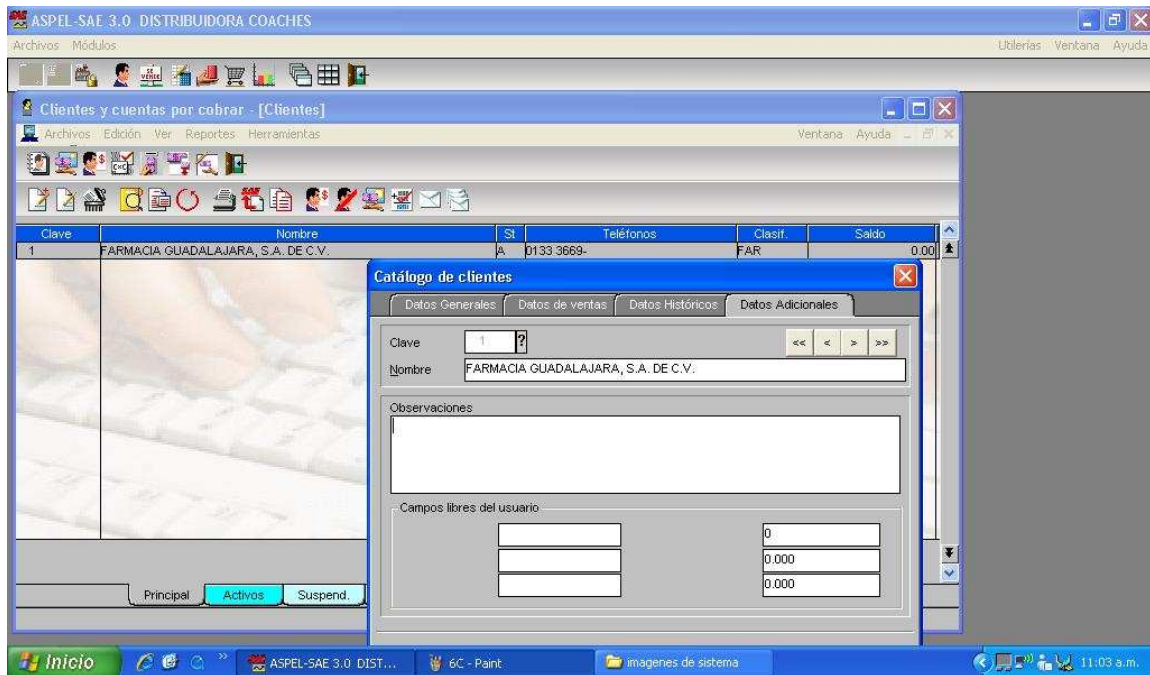 ASPEL-SAE 3.0 DISTRIBUIDORA COACHES
Archivos Módulos Utilerías Ventana Ayuda
SE VENDE
Clientes y cuentas por cobrar - [Clientes]
Archivos Edición Ver Reportes Herramientas Ventana Ayuda
Clave Nombre St Teléfonos Clasif. Saldo
1 FARMACIA GUADALAJARA, S.A. DE C.V. A 0133 3669- FAR 0.00
Catálogo de clientes
Datos Generales Datos de ventas Datos Históricos Datos Adicionales
Clave 1 ? << < > >>
Nombre FARMACIA GUADALAJARA, S.A. DE C.V.
Observaciones
Campos libres del usuario
0
0.000
0.000
Principal Activos Suspend.
Inicio » ASPEL-SAE 3.0 DIST... 6C - Paint imagenes de sistema 11:03 a.m.